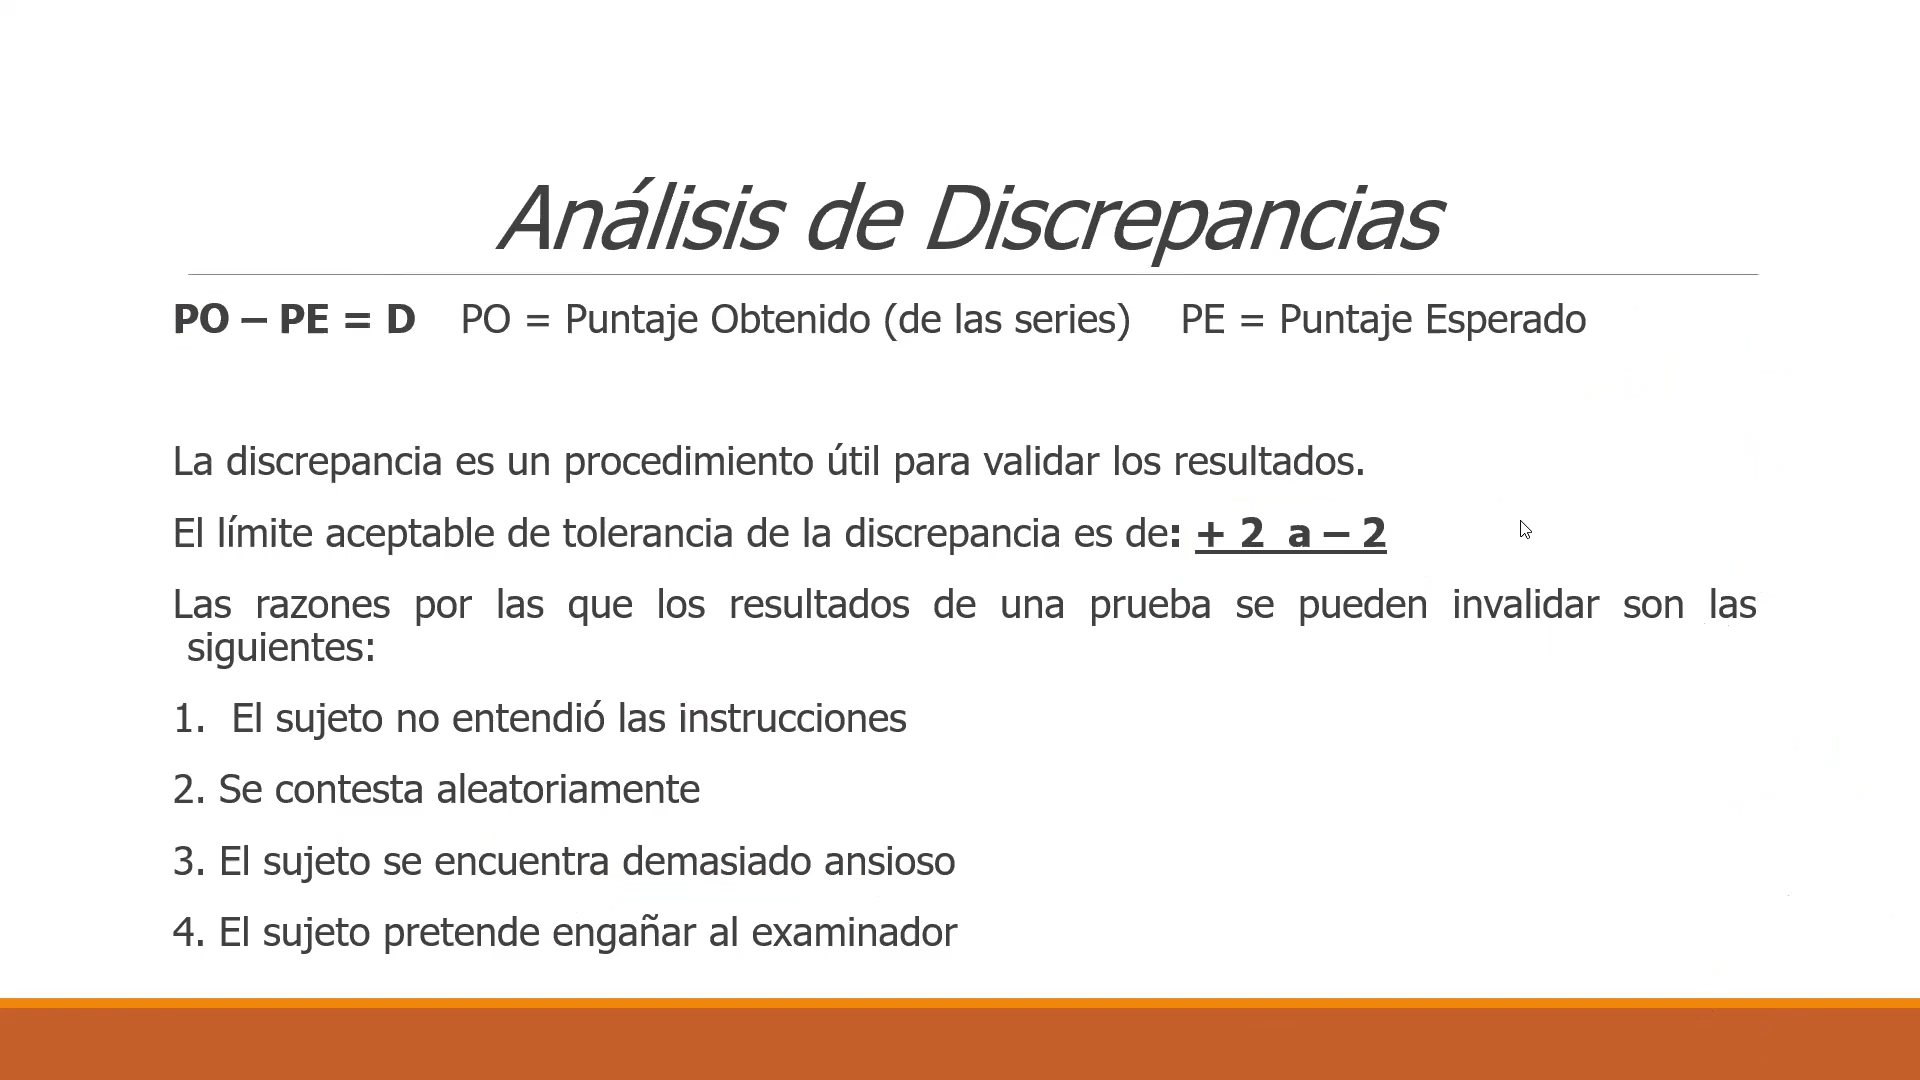 Análisis de Discrepancias
PO – PE = D PO = Puntaje Obtenido (de las series) PE = Puntaje Esperado
La discrepancia es un procedimiento útil para validar los resultados.
El límite aceptable de tolerancia de la discrepancia es de: + 2 a – 2
Las razones por las que los resultados de una prueba se pueden invalidar son las
siguientes:
1. El sujeto no entendió las instrucciones
2. Se contesta aleatoriamente
3. El sujeto se encuentra demasiado ansioso
4. El sujeto pretende engañar al examinador